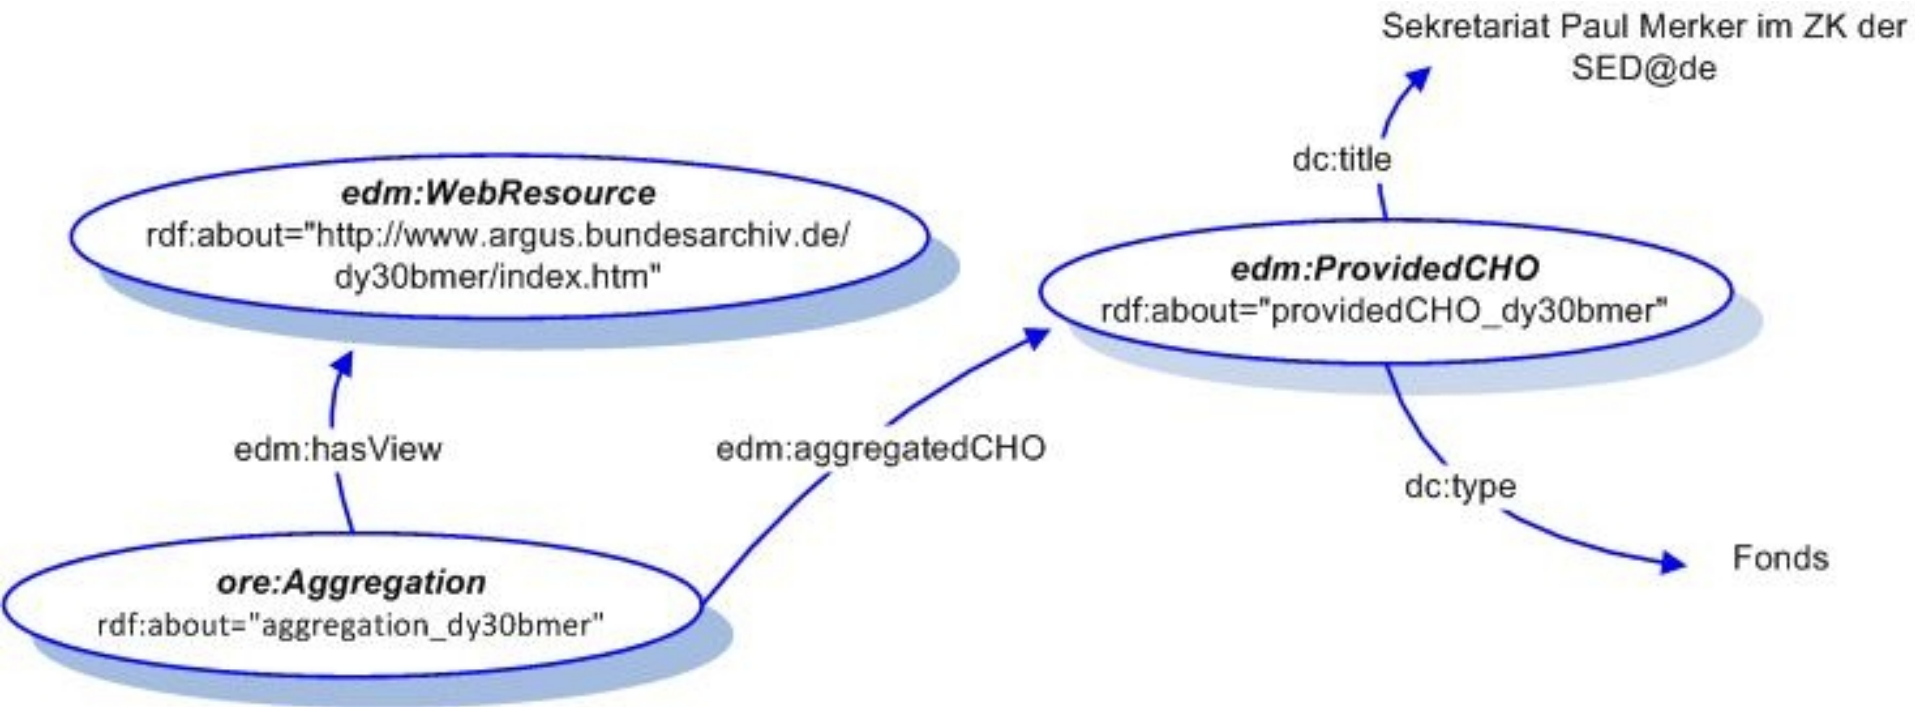 Sekretariat Paul Merker im ZK der
SED@de
dc:title
edm:WebResource
rdf:about="http://www.argus.bundesarchiv.de/
dy30bmer/index.htm"
edm:ProvidedCHO
rdf:about="providedCHO_dy30bmer"
edm:hasView
edm:aggregatedCHO
dc:type
Fonds
ore:Aggregation
rdf:about="aggregation_dy30bmer"